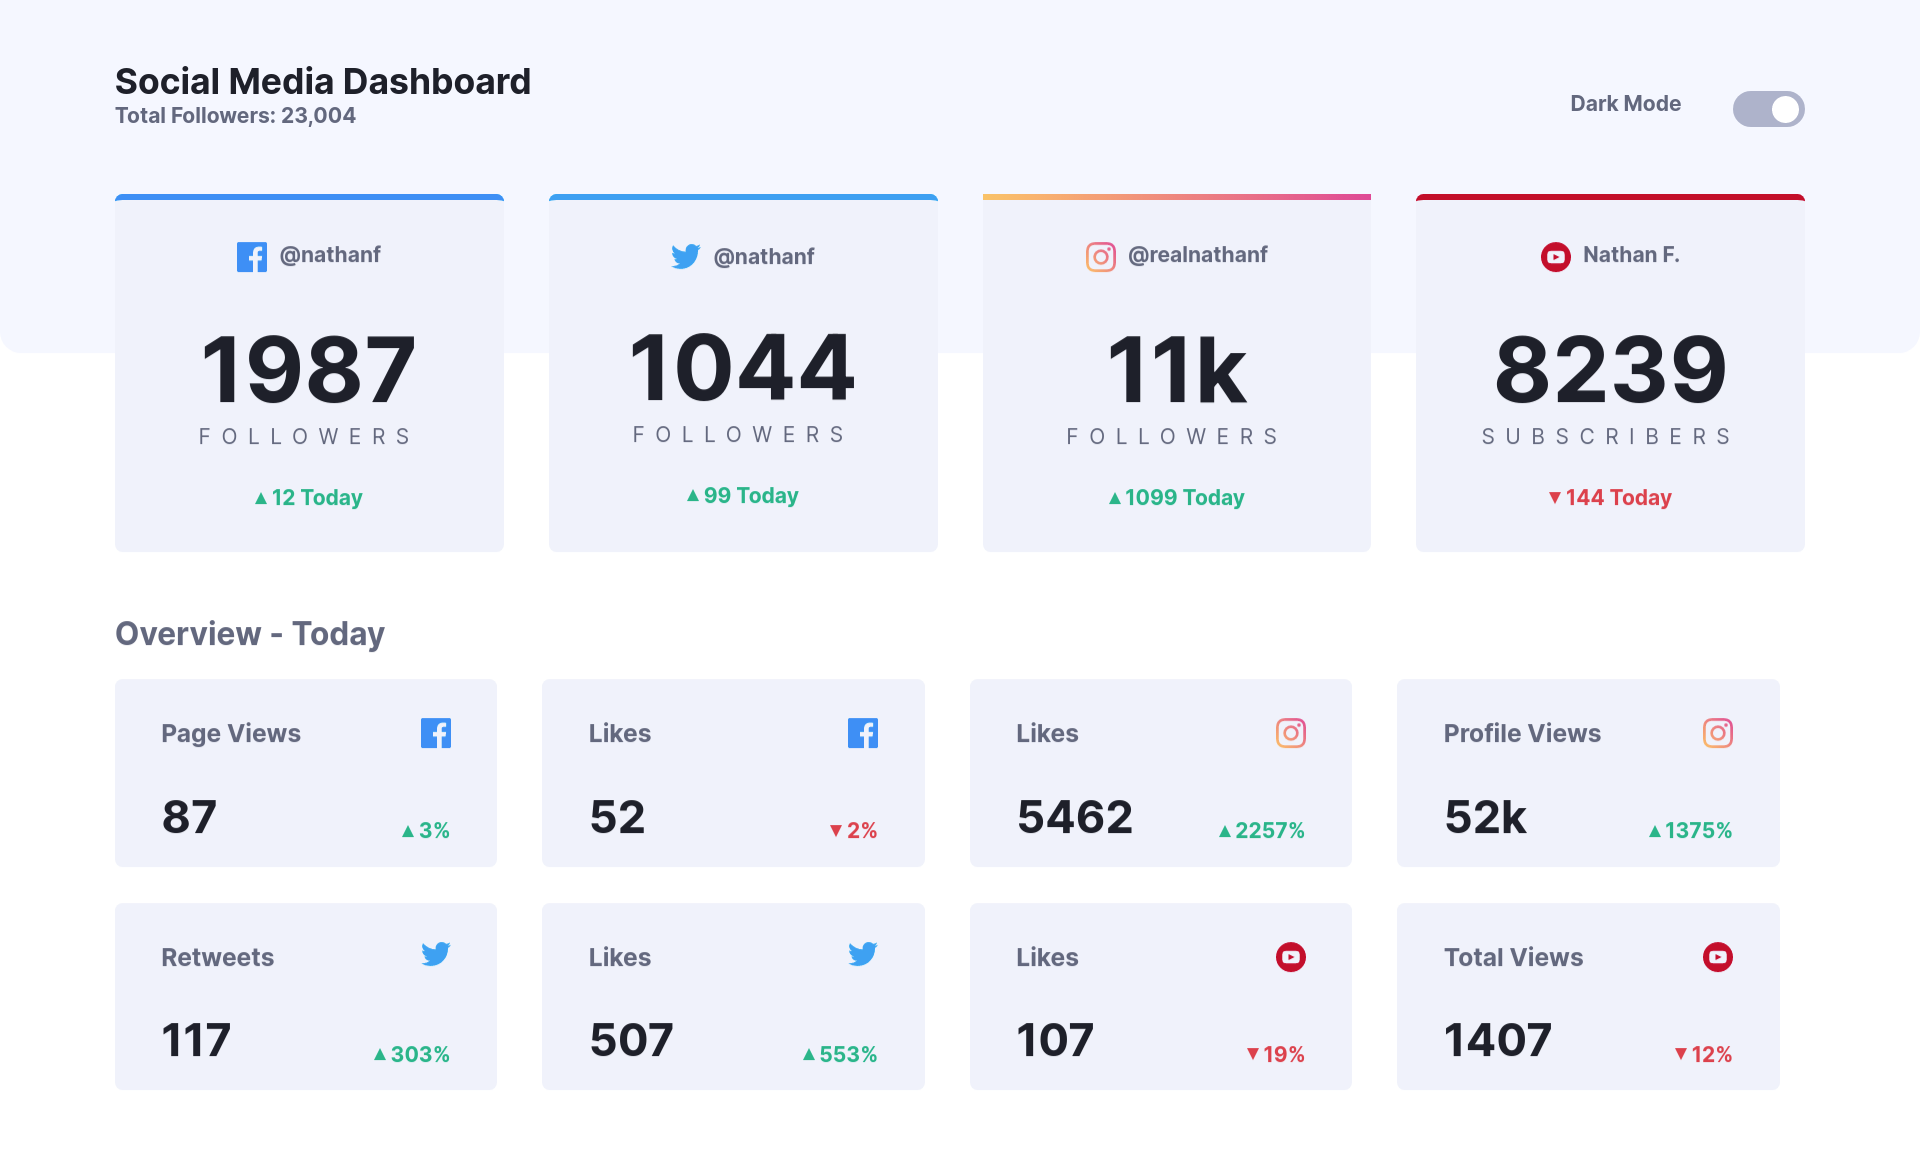 Social Media Dashboard
Total Followers: 23,004
Dark Mode
@nathanf
1987
FOLLOWERS
▲ 12 Today
@nathanf
1044
FOLLOWERS
▲ 99 Today
@realnathanf
11k
FOLLOWERS
▲ 1099 Today
Nathan F.
8239
SUBSCRIBERS
▼ 144 Today
Overview - Today
Page Views
87
▲ 3%
Likes
52
▼ 2%
Likes
5462
▲ 2257%
Profile Views
52k
▲ 1375%
Retweets
117
▲ 303%
Likes
507
▲ 553%
Likes
107
▼ 19%
Total Views
1407
▼ 12%